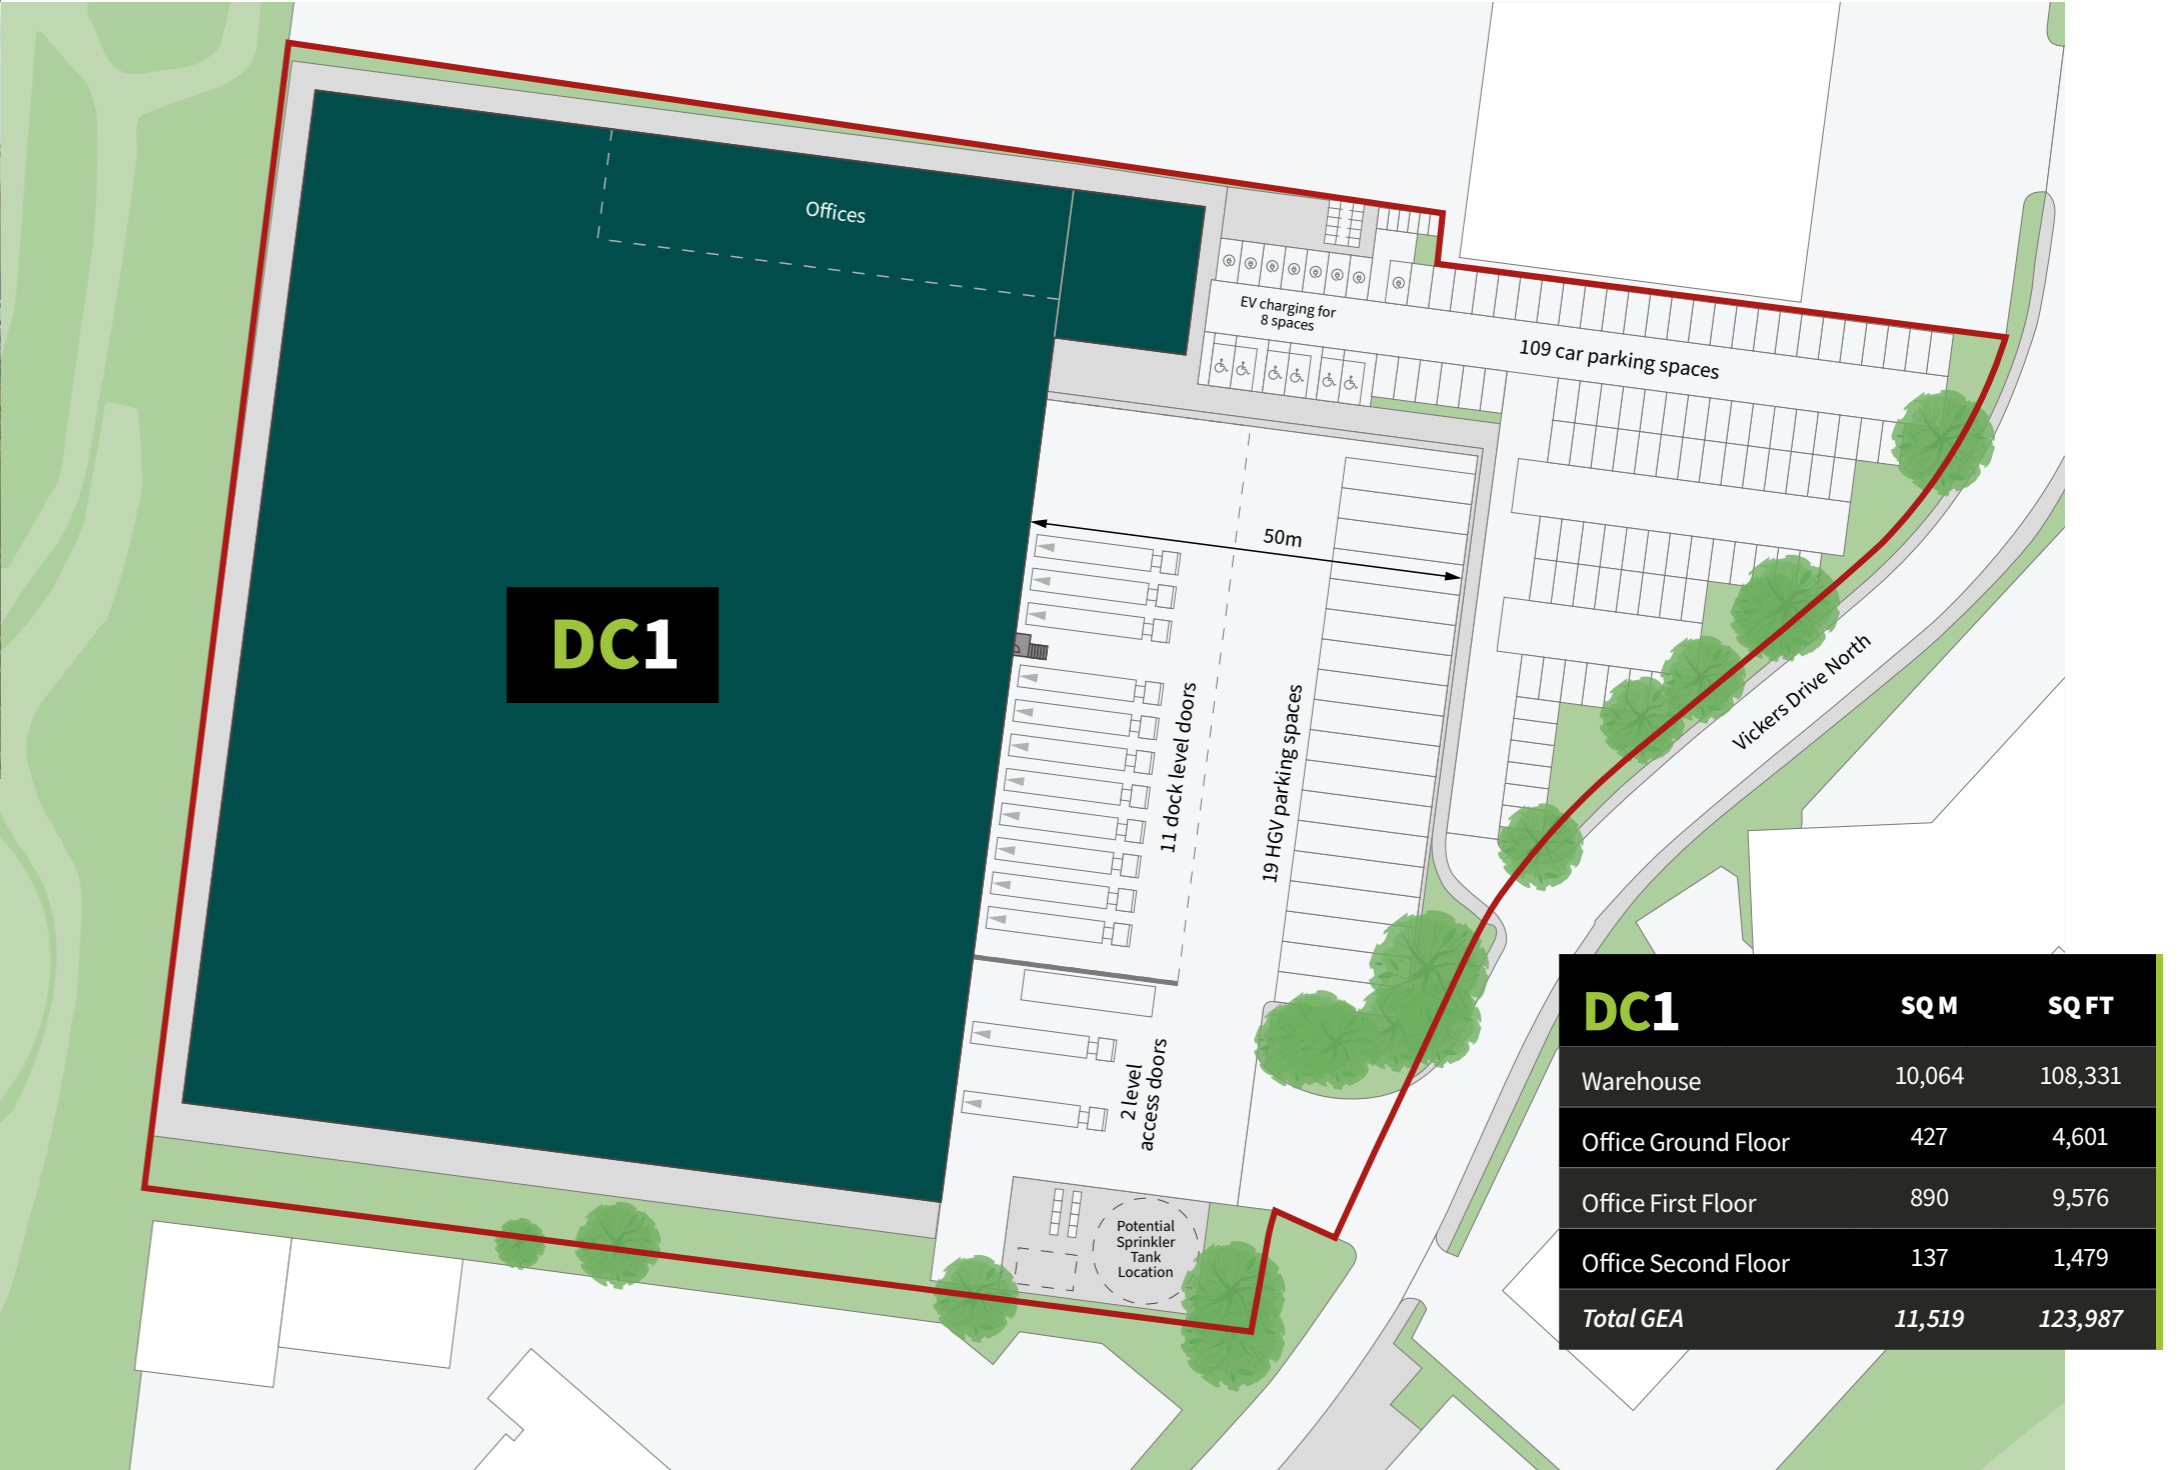 Offices
EV charging for
8 spaces
109 car parking spaces
50m
DC1
11 dock level doors
19 HGV parking spaces
Vickers Drive North
2 level
access doors
Potential
Sprinkler
Tank
Location
DC1 SQ M SQ FT
Warehouse 10,064 108,331
Office Ground Floor 427 4,601
Office First Floor 890 9,576
Office Second Floor 137 1,479
Total GEA 11,519 123,987